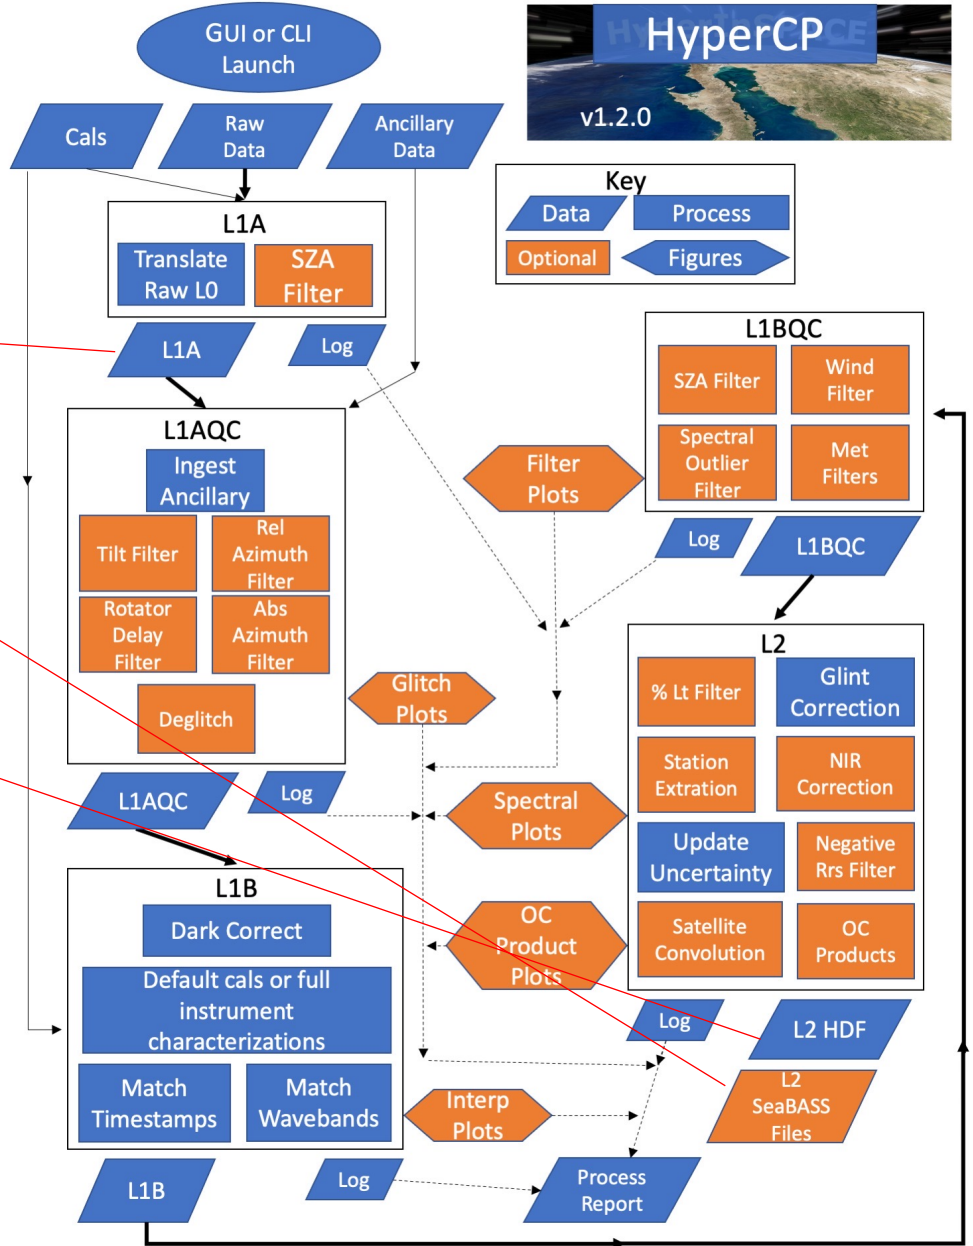 GUI or CLI
Launch
HyperCP
v1.2.0
Cals
Raw
Data
Ancillary
Data
Key
Data
Process
Optional
Figures
L1A
Translate
Raw L0
SZA
Filter
L1A
Log
L1BQC
SZA Filter
Wind
Filter
Spectral
Outlier
Filter
Met
Filters
L1AQC
Ingest
Ancillary
Tilt Filter
Rel
Azimuth
Filter
Rotator
Delay
Filter
Abs
Azimuth
Filter
Deglitch
Filter
Plots
Log
L1BQC
L2
% Lt Filter
Glint
Correction
Station
Extration
NIR
Correction
Update
Uncertainty
Negative
Rrs Filter
Satellite
Convolution
OC
Products
Glitch
Plots
L1AQC
Log
Spectral
Plots
L1B
Dark Correct
Default cals or full
instrument
characterizations
Match
Timestamps
Match
Wavebands
OC
Product
Plots
Log
L2 HDF
L2
SeaBASS
Files
Interp
Plots
L1B
Log
Process
Report